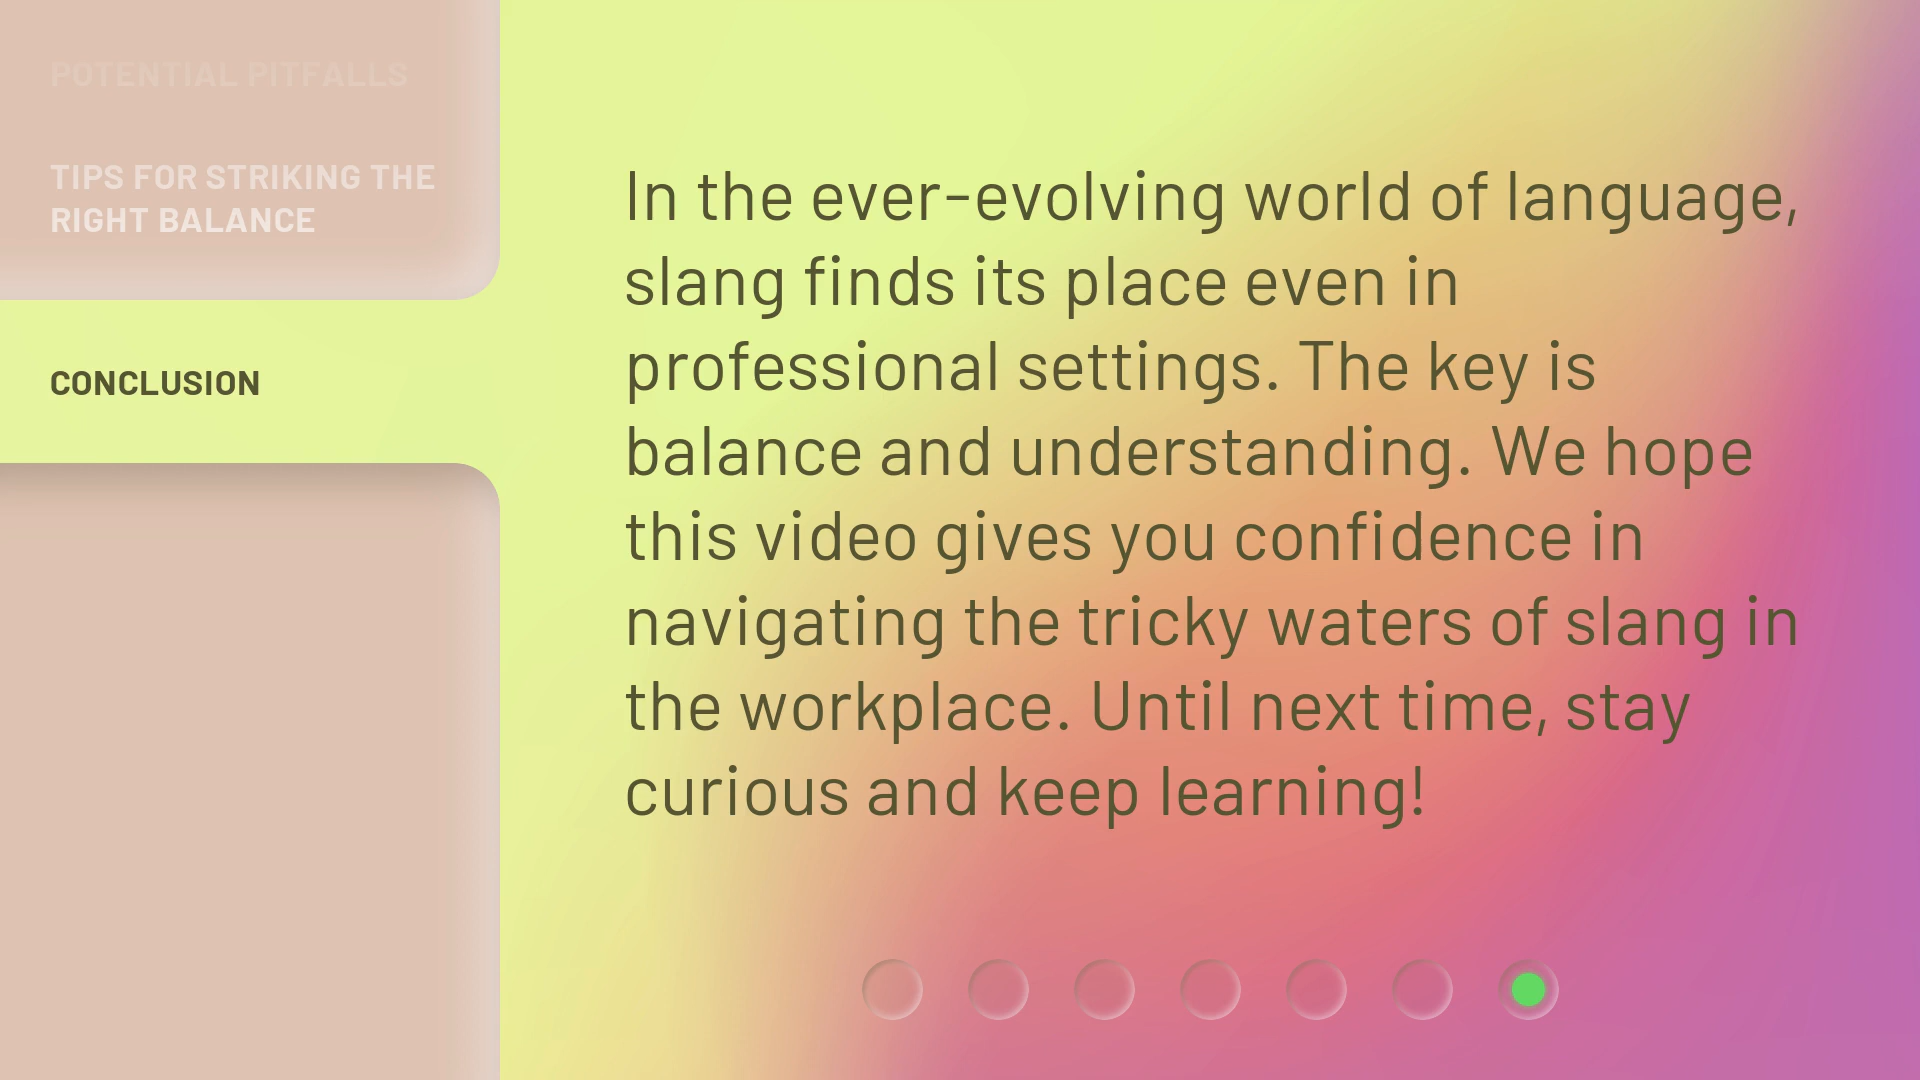 POTENTIAL PITFALLS
TIPS FOR STRIKING THE
RIGHT BALANCE
CONCLUSION
In the ever-evolving world of language,
slang finds its place even in
professional settings. The key is
balance and understanding. We hope
this video gives you confidence in
navigating the tricky waters of slang in
the workplace. Until next time, stay
curious and keep learning!